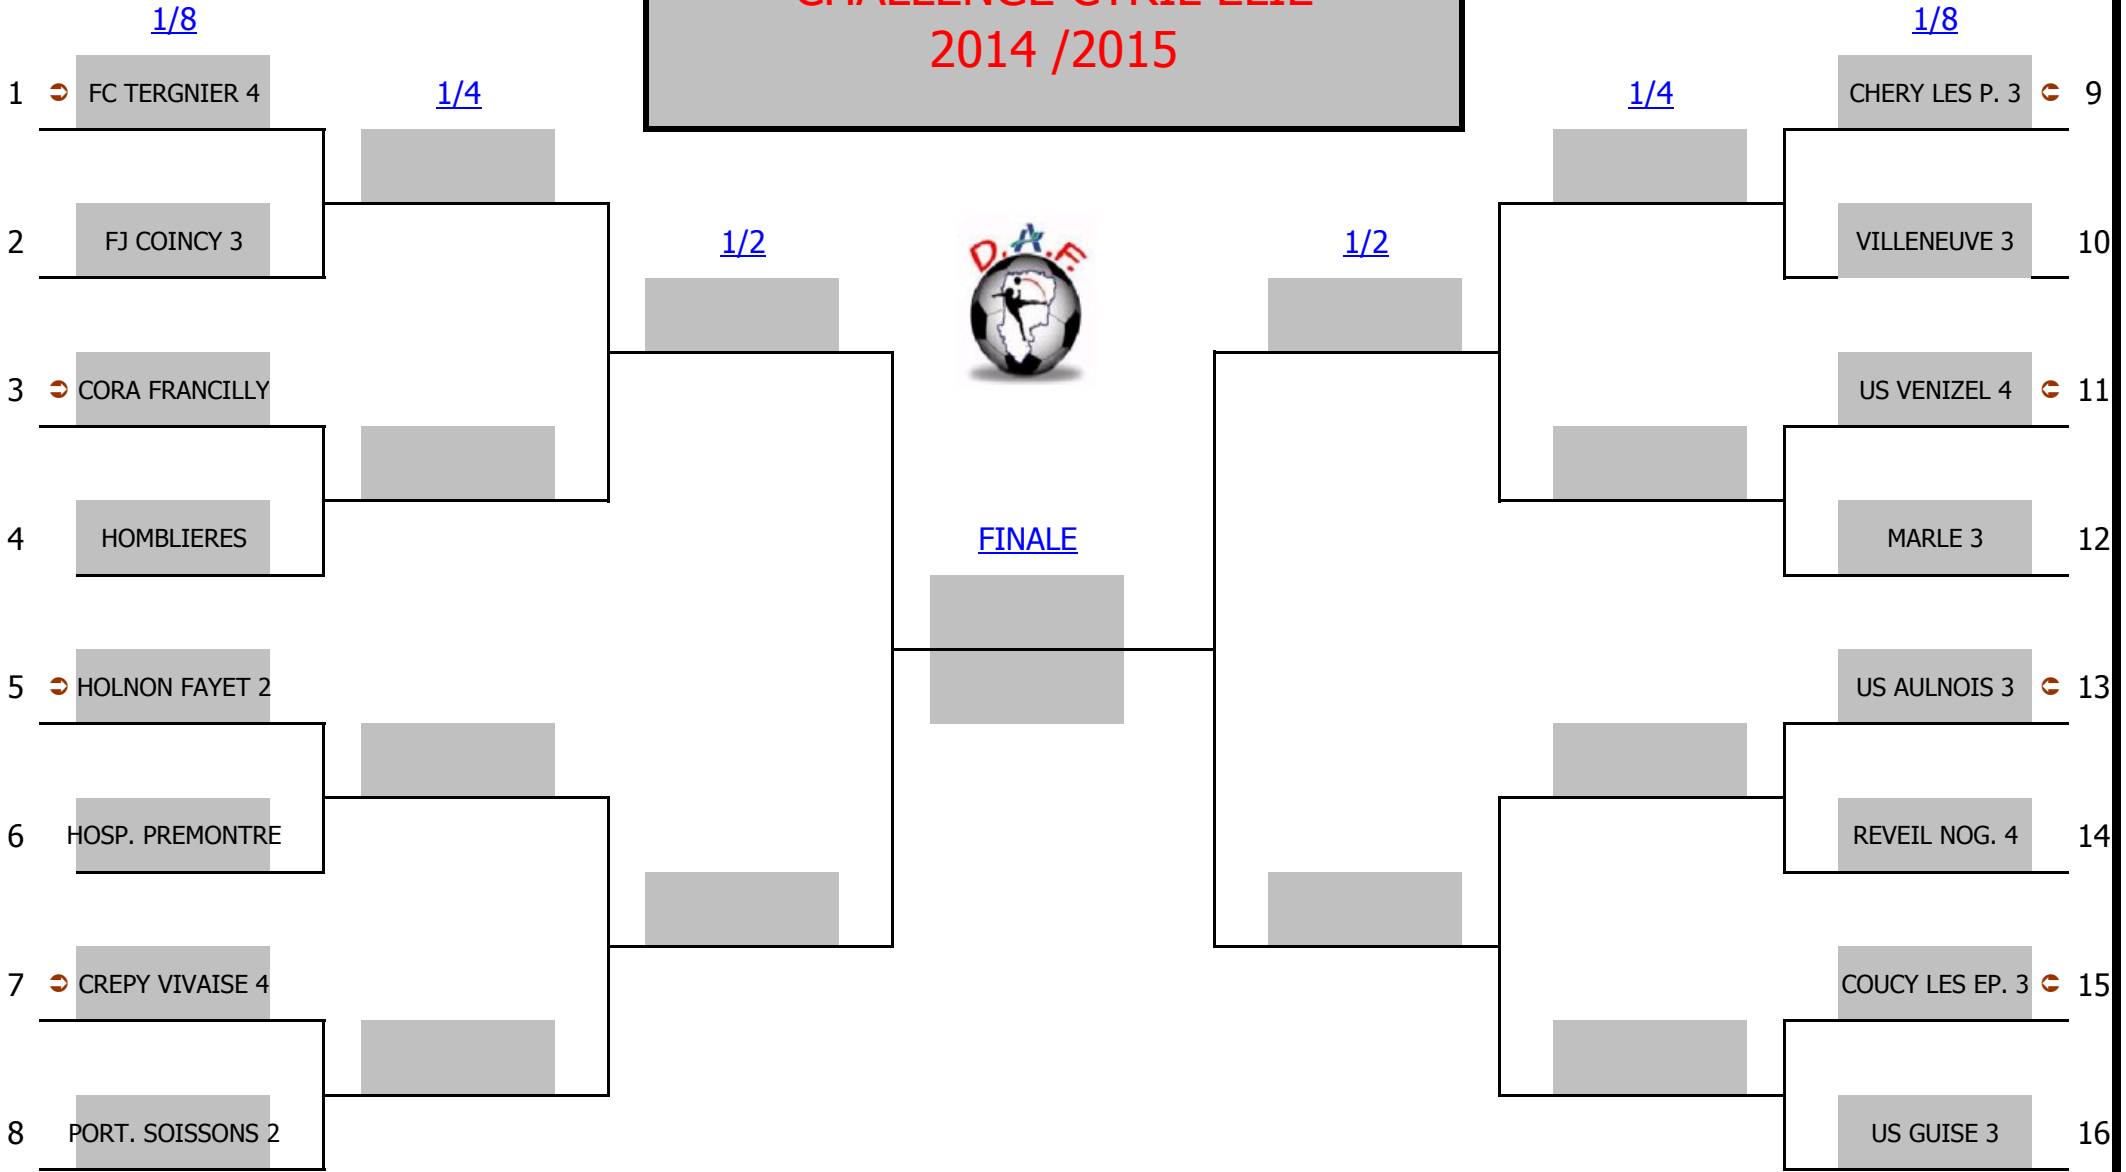 CHALLENGE CYRIL ELIE
2014 /2015
1/8
1/8
1 FC TERGNIER 4
1/4
1/4
CHERY LES P. 3 9
2 FJ COINCY 3
1/2
D.A.F.
1/2
VILLENEUVE 3 10
3 CORA FRANCILLY
US VENIZEL 4 11
4 HOMBLIERES
FINALE
MARLE 3 12
5 HOLNON FAYET 2
US AULNOIS 3 13
6 HOSP. PREMONTRE
REVEIL NOG. 4 14
7 CREPY VIVAISE 4
COUCY LES EP. 3 15
8 PORT. SOISSONS 2
US GUISE 3 16